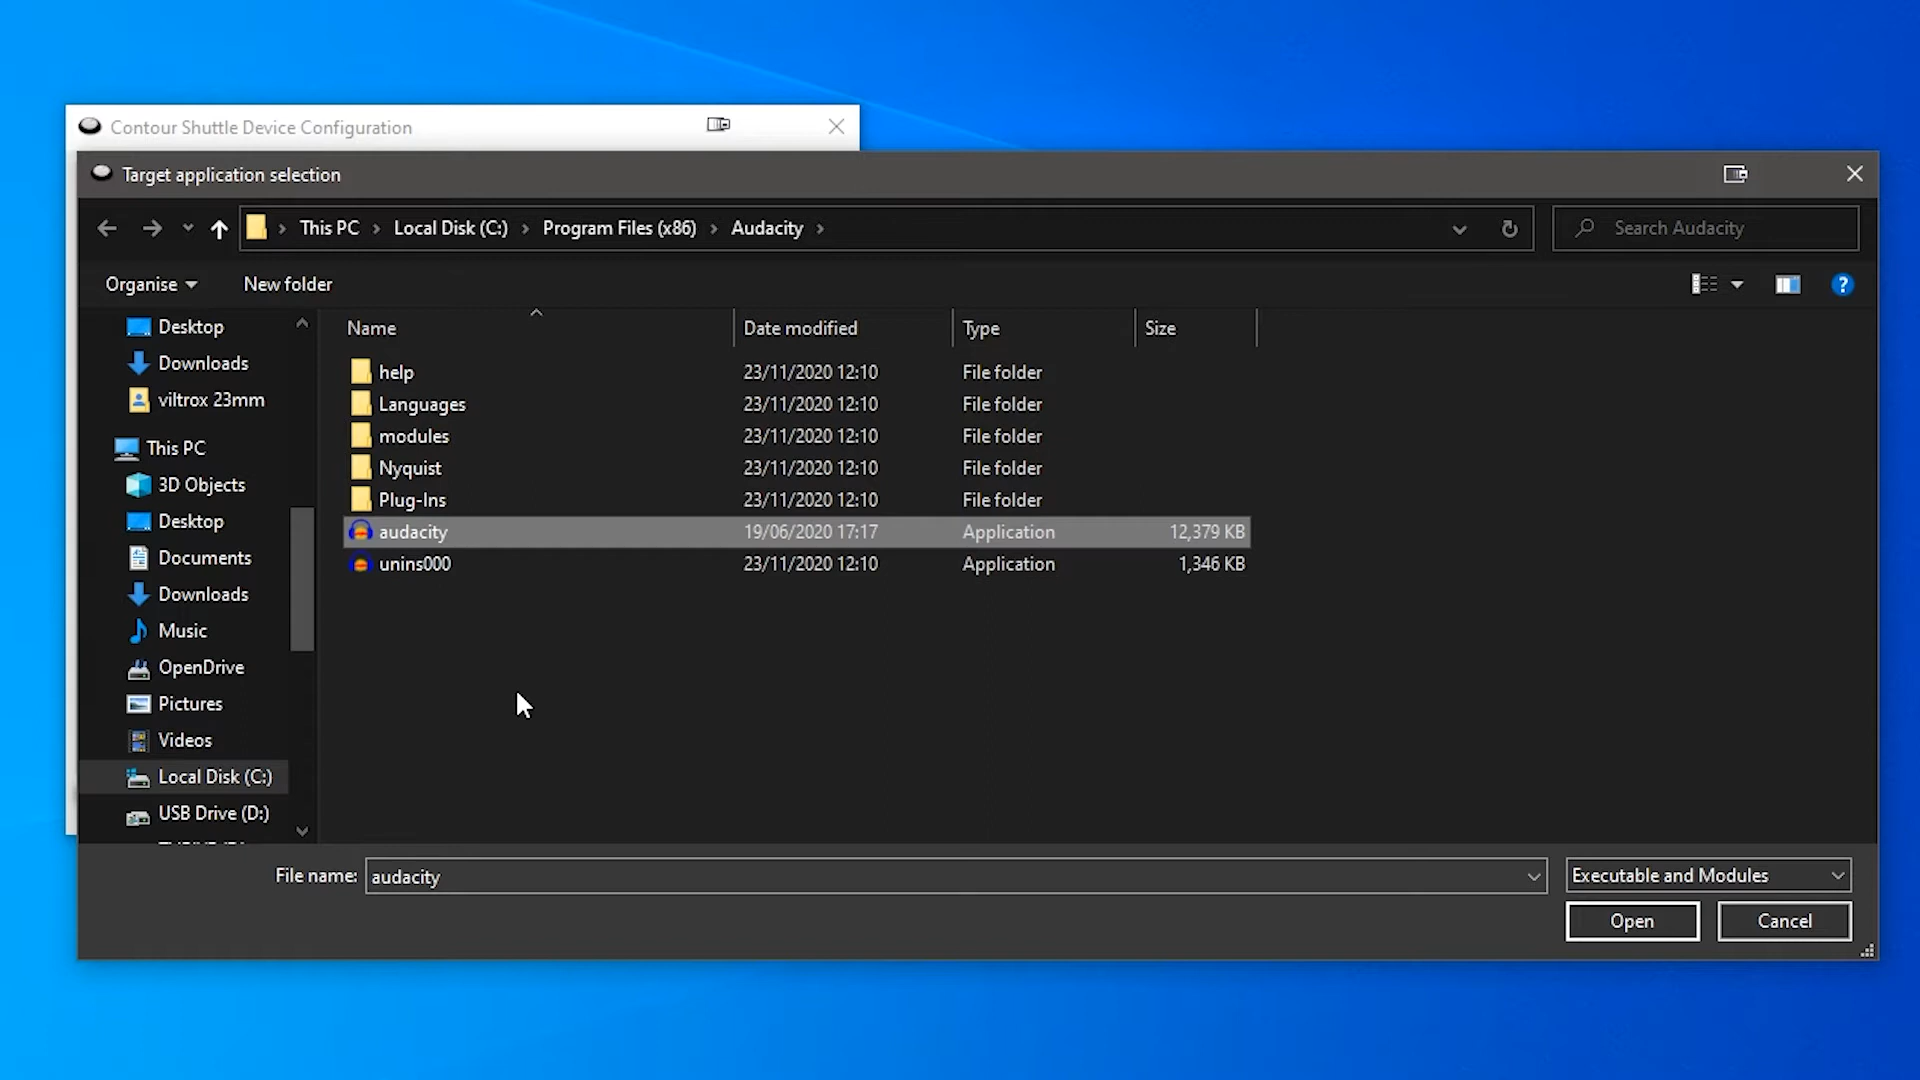 Contour Shuttle Device Configuration
Target application selection
This PC Local Disk (C:) Program Files (x86) Audacity
Search Audacity
Organise New folder
Name Date modified Type Size
Desktop
Downloads
viltrox 23mm
This PC
3D Objects
Desktop
Documents
Downloads
Music
OpenDrive
Pictures
Videos
Local Disk (C:)
USB Drive (D:)
help 23/11/2020 12:10 File folder
Languages 23/11/2020 12:10 File folder
modules 23/11/2020 12:10 File folder
Nyquist 23/11/2020 12:10 File folder
Plug-Ins 23/11/2020 12:10 File folder
audacity 19/06/2020 17:17 Application 12,379 KB
unins000 23/11/2020 12:10 Application 1,346 KB
File name: audacity Executable and Modules
Open Cancel